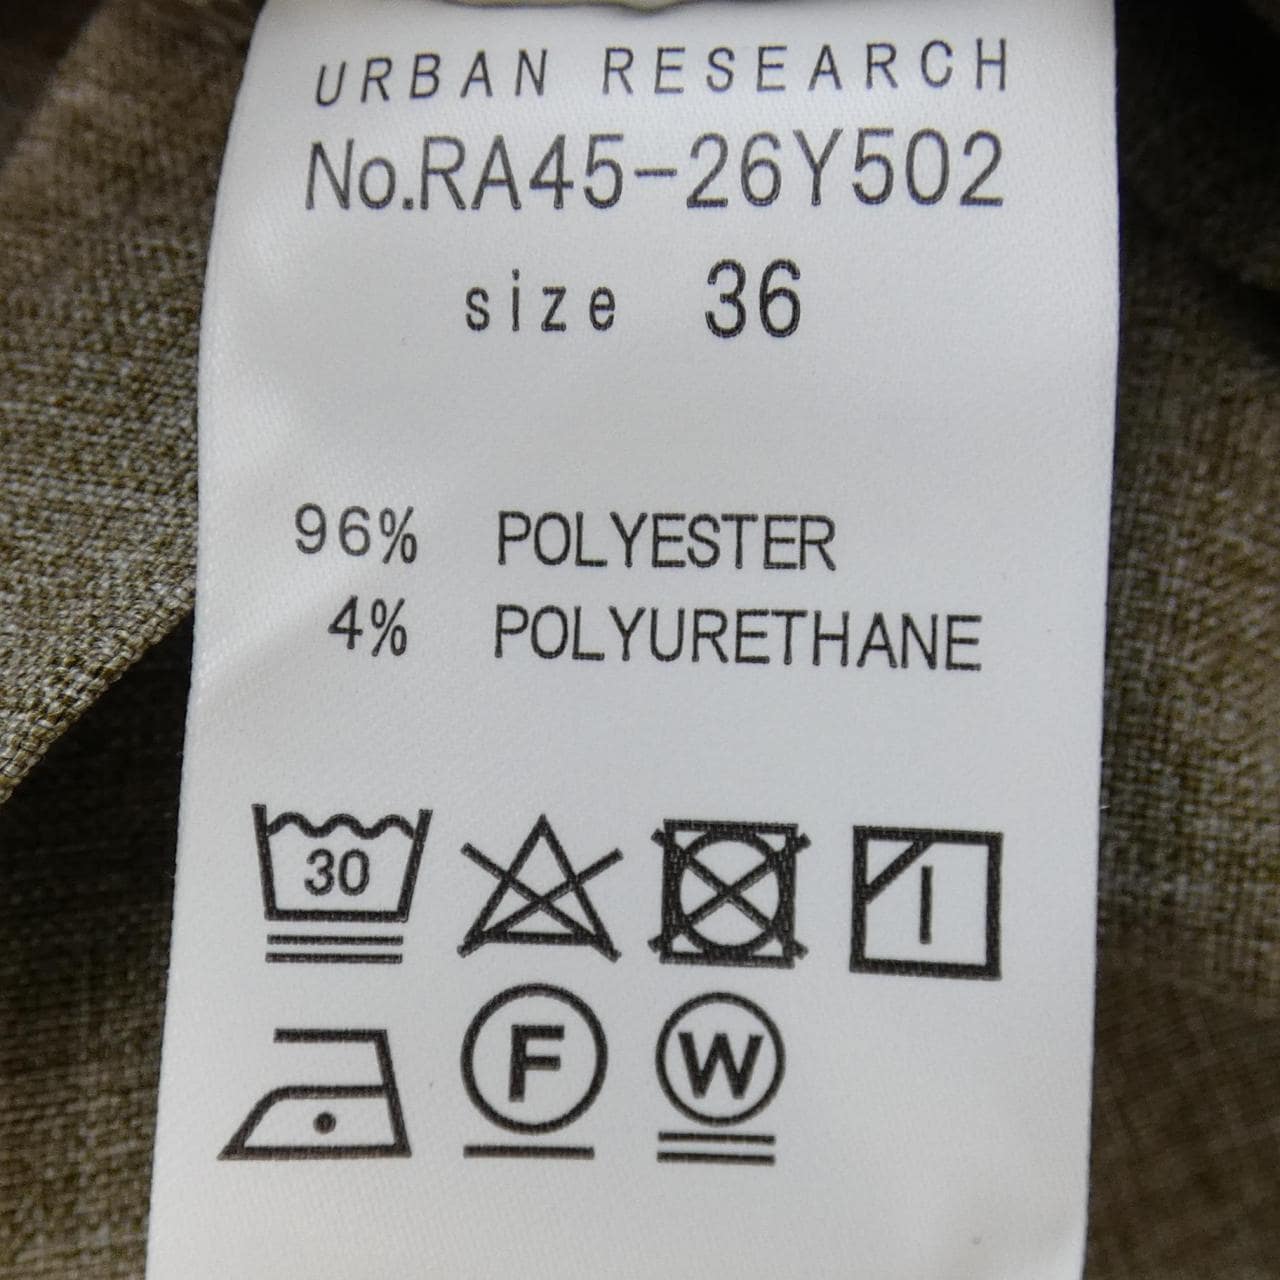 URBAN RESEARCH
No.RA45-26Y502
size 36
96% POLYESTER
4% POLYURETHANE
30
F W